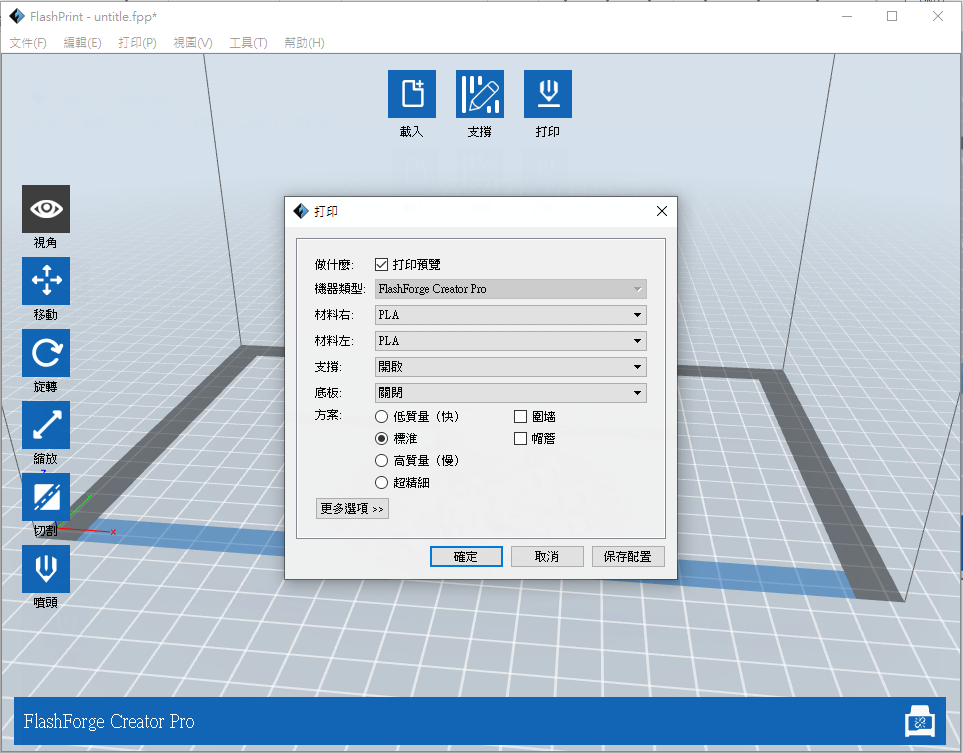 FlashPrint - untitle.fpp*
文件(F) 編輯(E) 打印(P) 視圖(V) 工具(T) 幫助(H)
載入 支撐 打印
視角
移動
旋轉
縮放
z
切割
x
噴頭
打印
做什麼: 打印預覽
機器類型: FlashForge Creator Pro
材料右: PLA
材料左: PLA
支撐: 開啟
底板: 關閉
方案: 低質量（快） 圍墻
標準 帽簷
高質量（慢）
超精細
更多選項 >>
確定 取消 保存配置
FlashForge Creator Pro